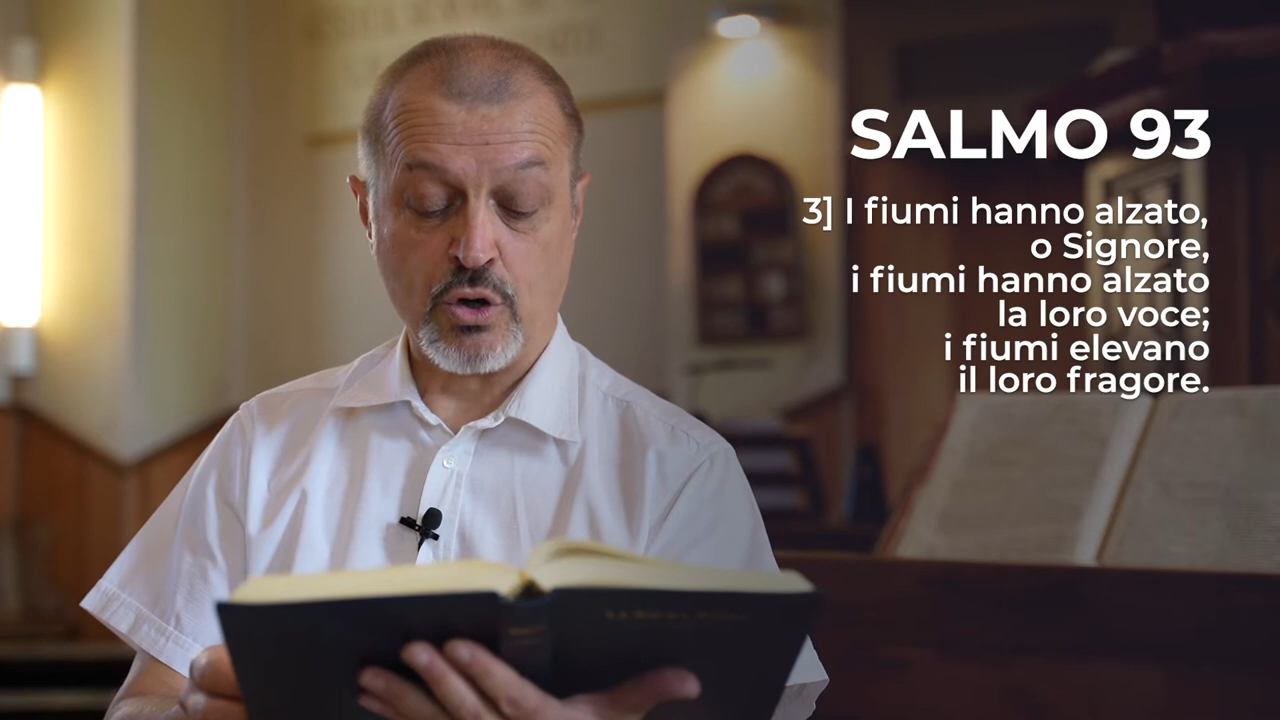 SALMO 93
3] I fiumi hanno alzato,
o Signore,
i fiumi hanno alzato
la loro voce;
i fiumi elevano
il loro fragore.